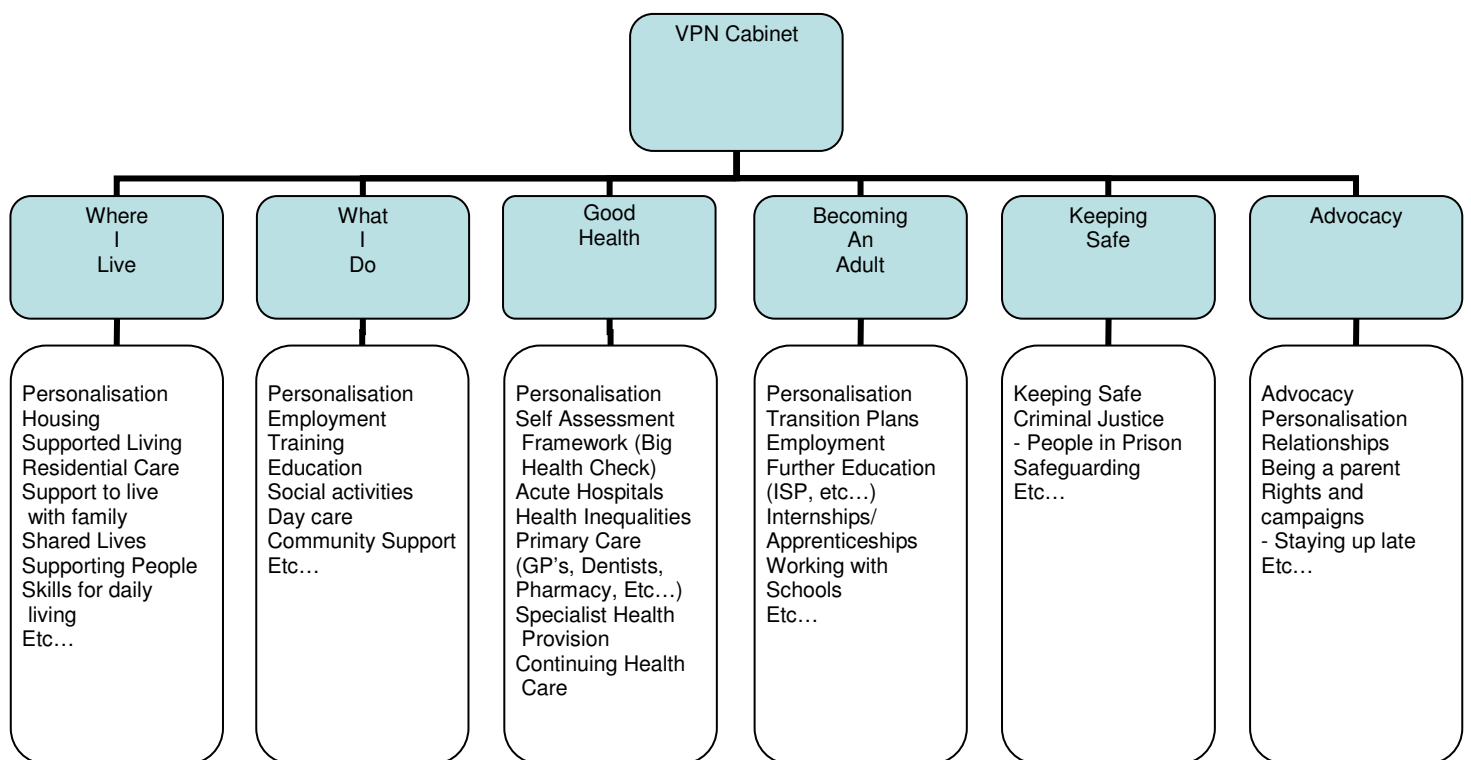 VPN Cabinet
Where
I
Live
What
I
Do
Good
Health
Becoming
An
Adult
Keeping
Safe
Advocacy
Personalisation
Housing
Supported Living
Residential Care
Support to live
with family
Shared Lives
Supporting People
Skills for daily
living
Etc…
Personalisation
Employment
Training
Education
Social activities
Day care
Community Support
Etc…
Personalisation
Self Assessment
Framework (Big
Health Check)
Acute Hospitals
Health Inequalities
Primary Care
(GP’s, Dentists,
Pharmacy, Etc…)
Specialist Health
Provision
Continuing Health
Care
Personalisation
Transition Plans
Employment
Further Education
(ISP, etc…)
Internships/
Apprenticeships
Working with
Schools
Etc…
Keeping Safe
Criminal Justice
- People in Prison
Safeguarding
Etc…
Advocacy
Personalisation
Relationships
Being a parent
Rights and
campaigns
- Staying up late
Etc…